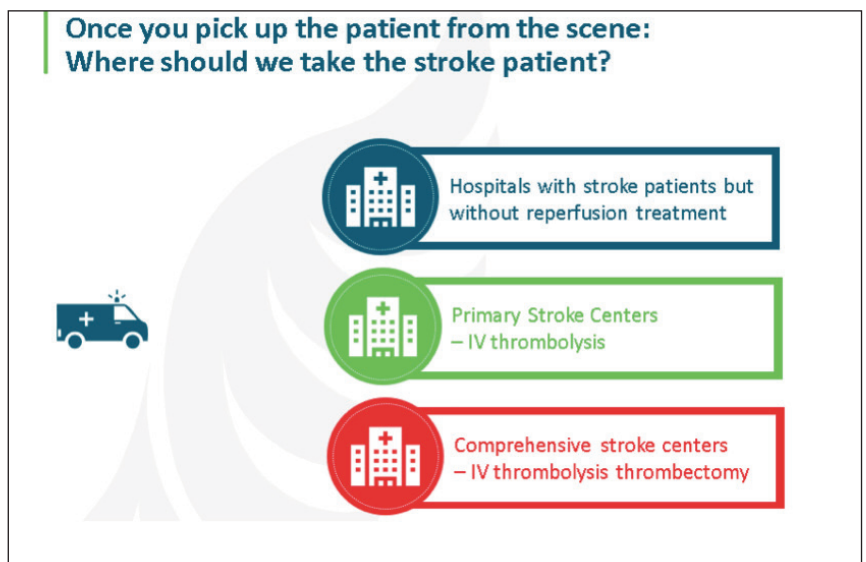 Once you pick up the patient from the scene:
Where should we take the stroke patient?
Hospitals with stroke patients but
without reperfusion treatment
Primary Stroke Centers
– IV thrombolysis
Comprehensive stroke centers
– IV thrombolysis thrombectomy